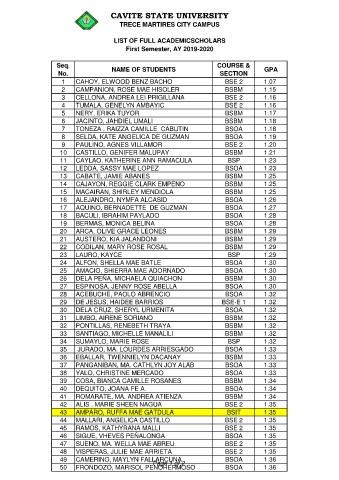 CAVITE STATE UNIVERSITY
TRECE MARTIRES CITY CAMPUS
LIST OF FULL ACADEMICSCHOLARS
First Semester, AY 2019-2020
Seq. No. NAME OF STUDENTS COURSE & SECTION GPA
1 CAHOY, ELWOOD BENZ BACHO BSE 2 1.07
2 CAMPANION, ROSE MAE HISOLER BSBM 1.15
3 CELLONA, ANDREA LEI PRIGILLANA BSE 2 1.16
4 TUMALA, GENELYN AMBAYIC BSE 2 1.16
5 NERY, ERIKA TUYOR BSBM 1.17
6 JACINTO, JAHDIEL UMALI BSBM 1.18
7 TONEZA , RAIZZA CAMILLE CABUTIN BSOA 1.18
8 SELDA, KATE ANGELICA DE GUZMAN BSOA 1.19
9 PAULINO, AGNES VILLAMOR BSE 2 1.20
10 CASTILLO, GENIFER MALUPAY BSBM 1.21
11 CAYLAO, KATHERINE ANN RAMACULA BSP 1.23
12 LEDDA, SASSY MAE LOPEZ BSOA 1.23
13 CABATE, JAMIE ABANES BSBM 1.25
14 CAJAYON, REGGIE CLARK EMPENO BSBM 1.25
15 MACAIRAN, SHIRLEY MENDIOLA BSBM 1.25
16 ALEJANDRO, NYMFA ALCASID BSOA 1.26
17 AQUINO, BERNADETTE DE GUZMAN BSOA 1.27
18 BACULI, IBRAHIM PAYLADO BSOA 1.28
19 BERMAS, MONICA BELINA BSOA 1.28
20 ARCA, OLIVE GRACE LEONES BSBM 1.29
21 AUSTERO, KIA JALANDONI BSBM 1.29
22 CODILAN, MARY ROSE ROSAL BSBM 1.29
23 LAURO, KAYCE BSP 1.29
24 ALFON, SHELLA MAE BATLE BSOA 1.30
25 AMACIO, SHIERRA MAE ADORNADO BSOA 1.30
26 DELA PEÑA, MICHAELA QUIACHON BSBM 1.30
27 ESPINOSA, JENNY ROSE ABELLA BSOA 1.30
28 ACEBUCHE, PAOLO ABRENCIO BSOA 1.32
29 DE JESUS, HAIDEE BARRIOS BSE-E 1 1.32
30 DELA CRUZ, SHERYL URMENITA BSOA 1.32
31 LIMBO, AIRENE SORIANO BSBM 1.32
32 PONTILLAS, RENEBETH TRAYA BSBM 1.32
33 SANTIAGO, MICHELLE MANALILI BSBM 1.32
34 SUMAYLO, MARIE ROSE BSP 1.32
35 JURADO, MA. LOURDES ARRIESGADO BSOA 1.33
36 EBALLAR, TWENNIELYN DACANAY BSBM 1.33
37 PANGANIBAN, MA. CATHLYN JOY ALAB BSOA 1.33
38 YALO, CHRISTINE MERCADO BSOA 1.33
39 COSA, BIANCA CAMILLE ROSANES BSBM 1.34
40 DEQUITO, JOANA FE A. BSOA 1.34
41 ROMARATE, MA. ANDREA ATIENZA BSBM 1.34
42 ALIS , MARIE SHEEN NAGUA BSE 2 1.35
43 AMPARO, RUFFA MAE GATDULA BSIT 1.35
44 MALLARI, ANGELICA CASTILLO BSE 2 1.35
45 RAMOS, KATHYRANA MALLI BSE 2 1.35
46 SIGUE, VHECES PEÑALONGA BSOA 1.35
47 SUENO, MA. WELLA MAE ABREU BSE 2 1.35
48 VISPERAS, JULIE MAE ARRIETA BSE 2 1.35
49 CAMERINO, MAYLYN FALLARCUNA BSOA 1.36
50 FRONDOZO, MARISOL PENOHERMOSO BSOA 1.36